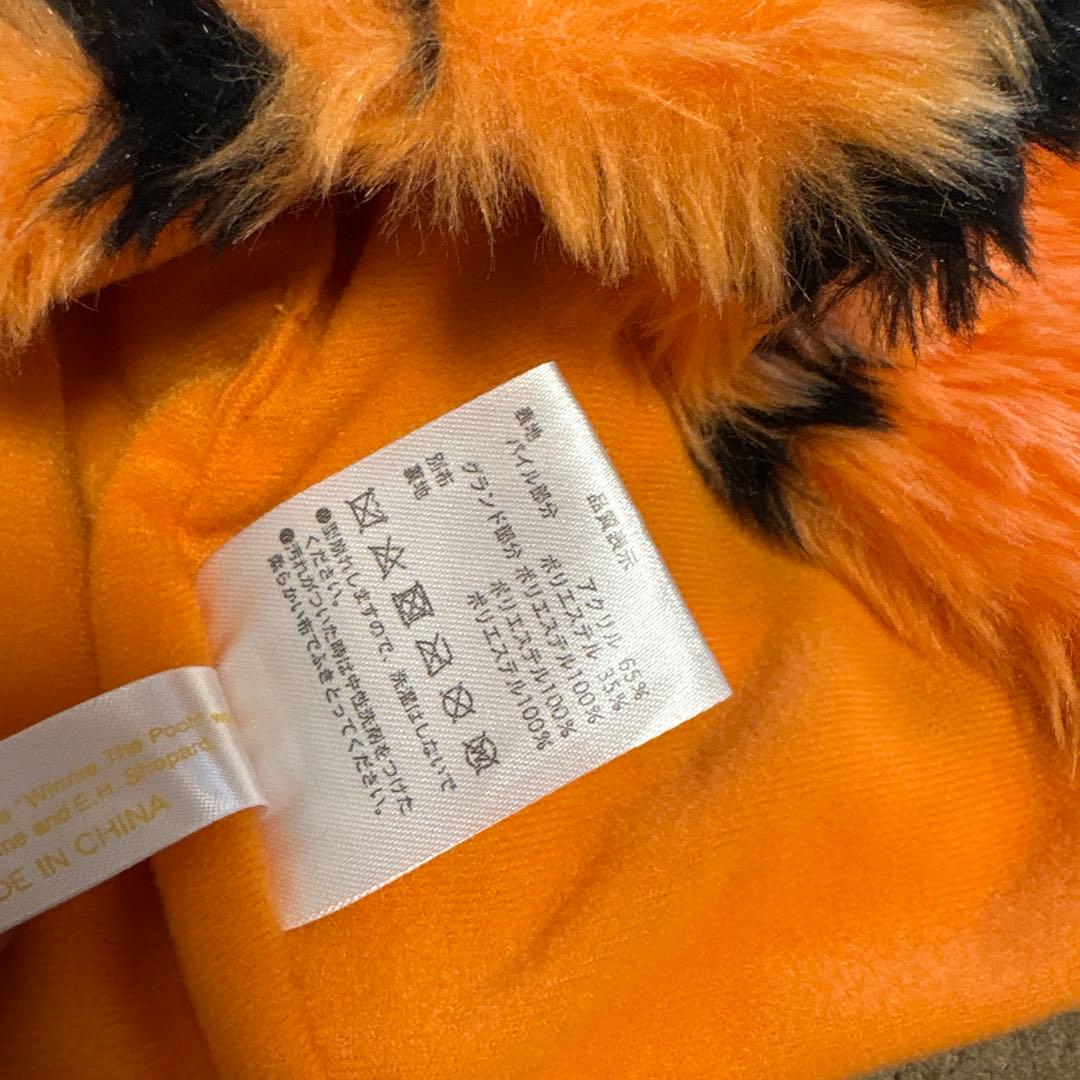 品質表示
表地
パイル部分 アクリル 65%
ポリエステル 35%
グランド部分 ポリエステル100%
別布 ポリエステル100%
裏地 ポリエステル100%
●型崩れしますので、洗濯はしないで
ください。
●汚れがついた時は中性洗剤をつけた
柔らかい布でふきとってください。
"Winnie The Pooh"
and E.H. Shepard
DE IN CHINA